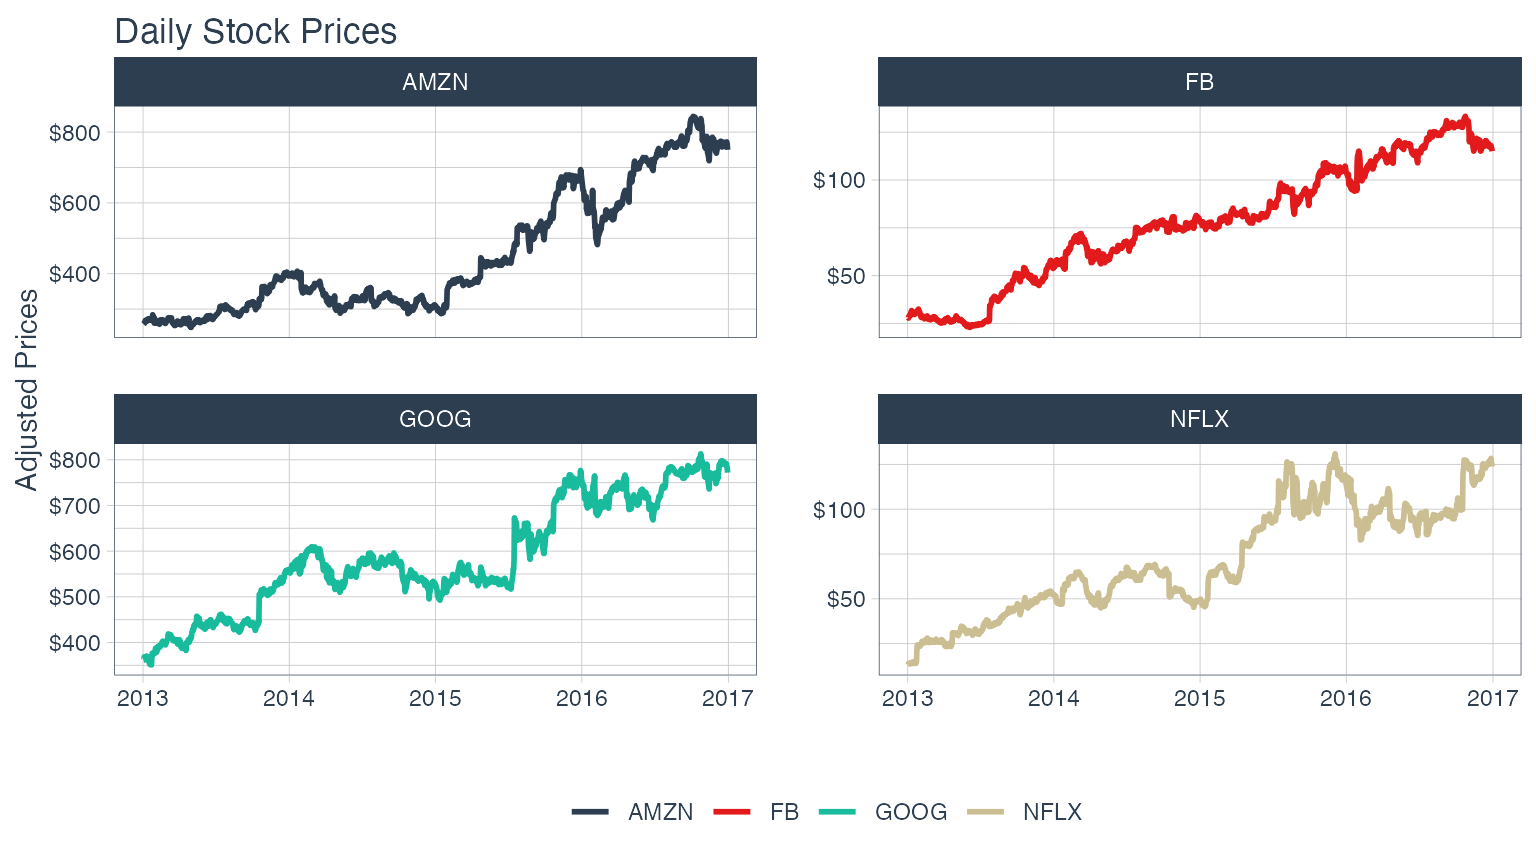 Daily Stock Prices
AMZN
FB
$800
$600
$400
$100
$50
Adjusted Prices
GOOG
NFLX
$800
$700
$600
$500
$400
$100
$50
2013 2014 2015 2016 2017
2013 2014 2015 2016 2017
AMZN FB GOOG NFLX